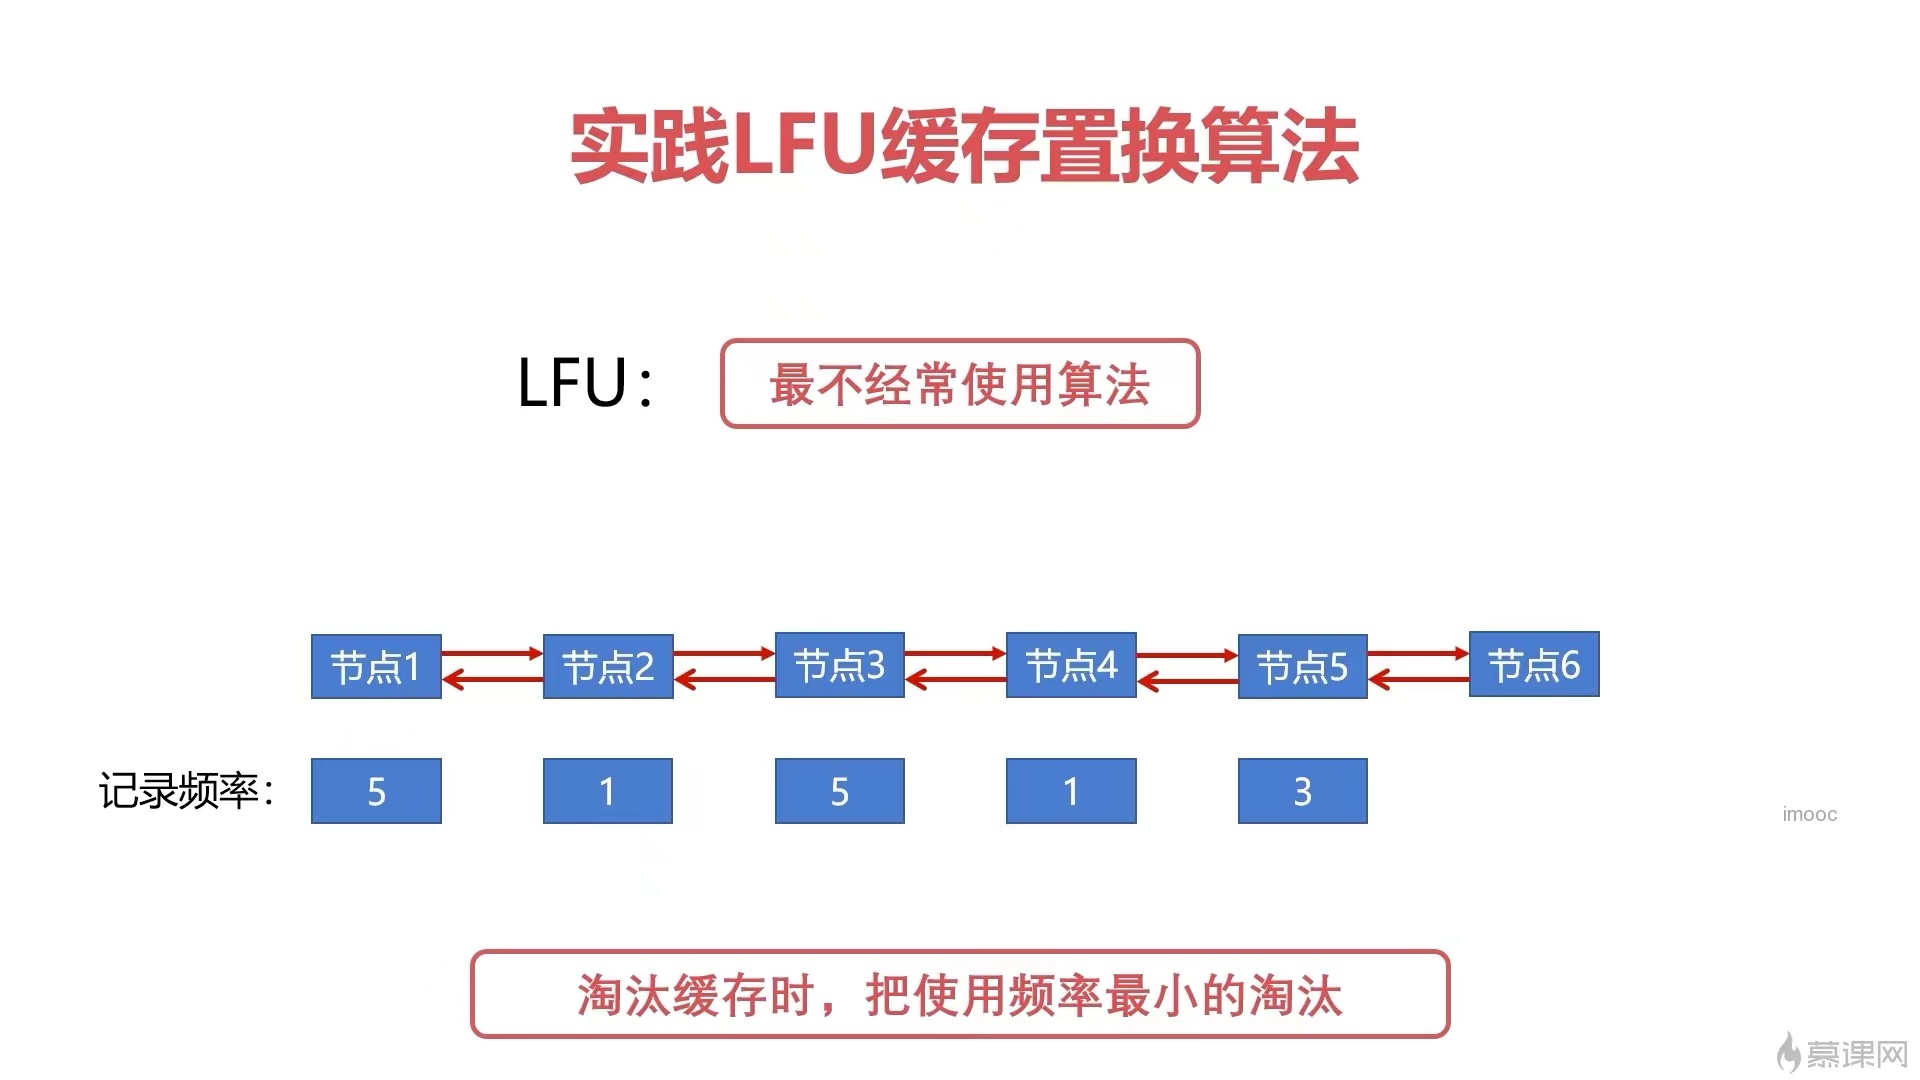 实践LFU缓存置换算法
LFU：
最不经常使用算法
节点1 节点2 节点3 节点4 节点5 节点6
记录频率： 5 1 5 1 3
imooc
淘汰缓存时，把使用频率最小的淘汰
慕课网